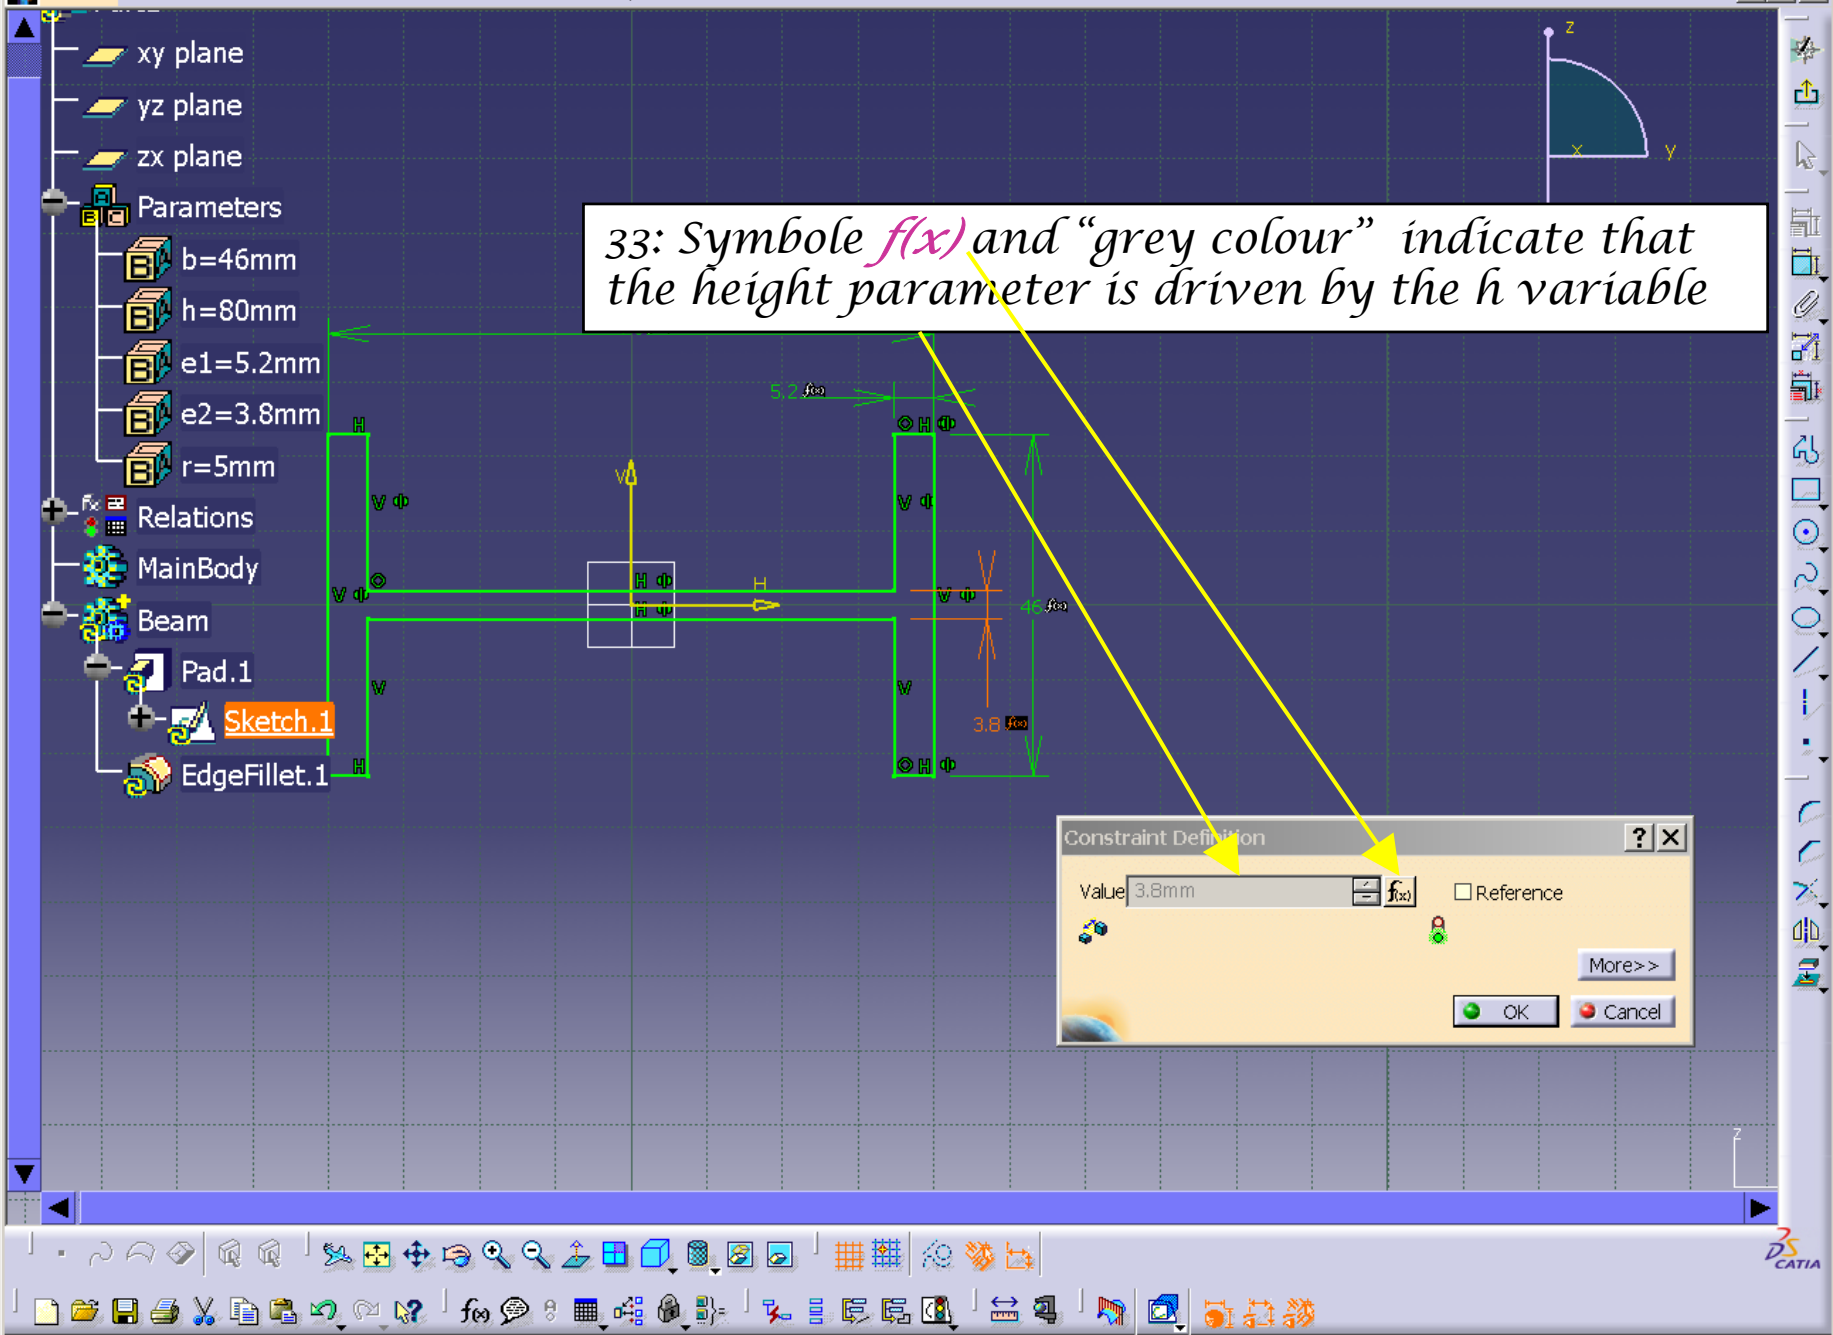 xy plane
yz plane
zx plane
Parameters
b=46mm
h=80mm
e1=5.2mm
e2=3.8mm
r=5mm
Relations
MainBody
Beam
Pad.1
Sketch.1
EdgeFillet.1
z
x
y
33: Symbole f(x) and “grey colour” indicate that
the height parameter is driven by the h variable
5.2 f(x)
H
H
V
V
V
V
H
H
H
V
46 f(x)
V
V
3.8 f(x)
H
H
V
H
Constraint Definition
Value 3.8mm
f(x)
Reference
More>>
OK
Cancel
z
DS
CATIA
f(x)